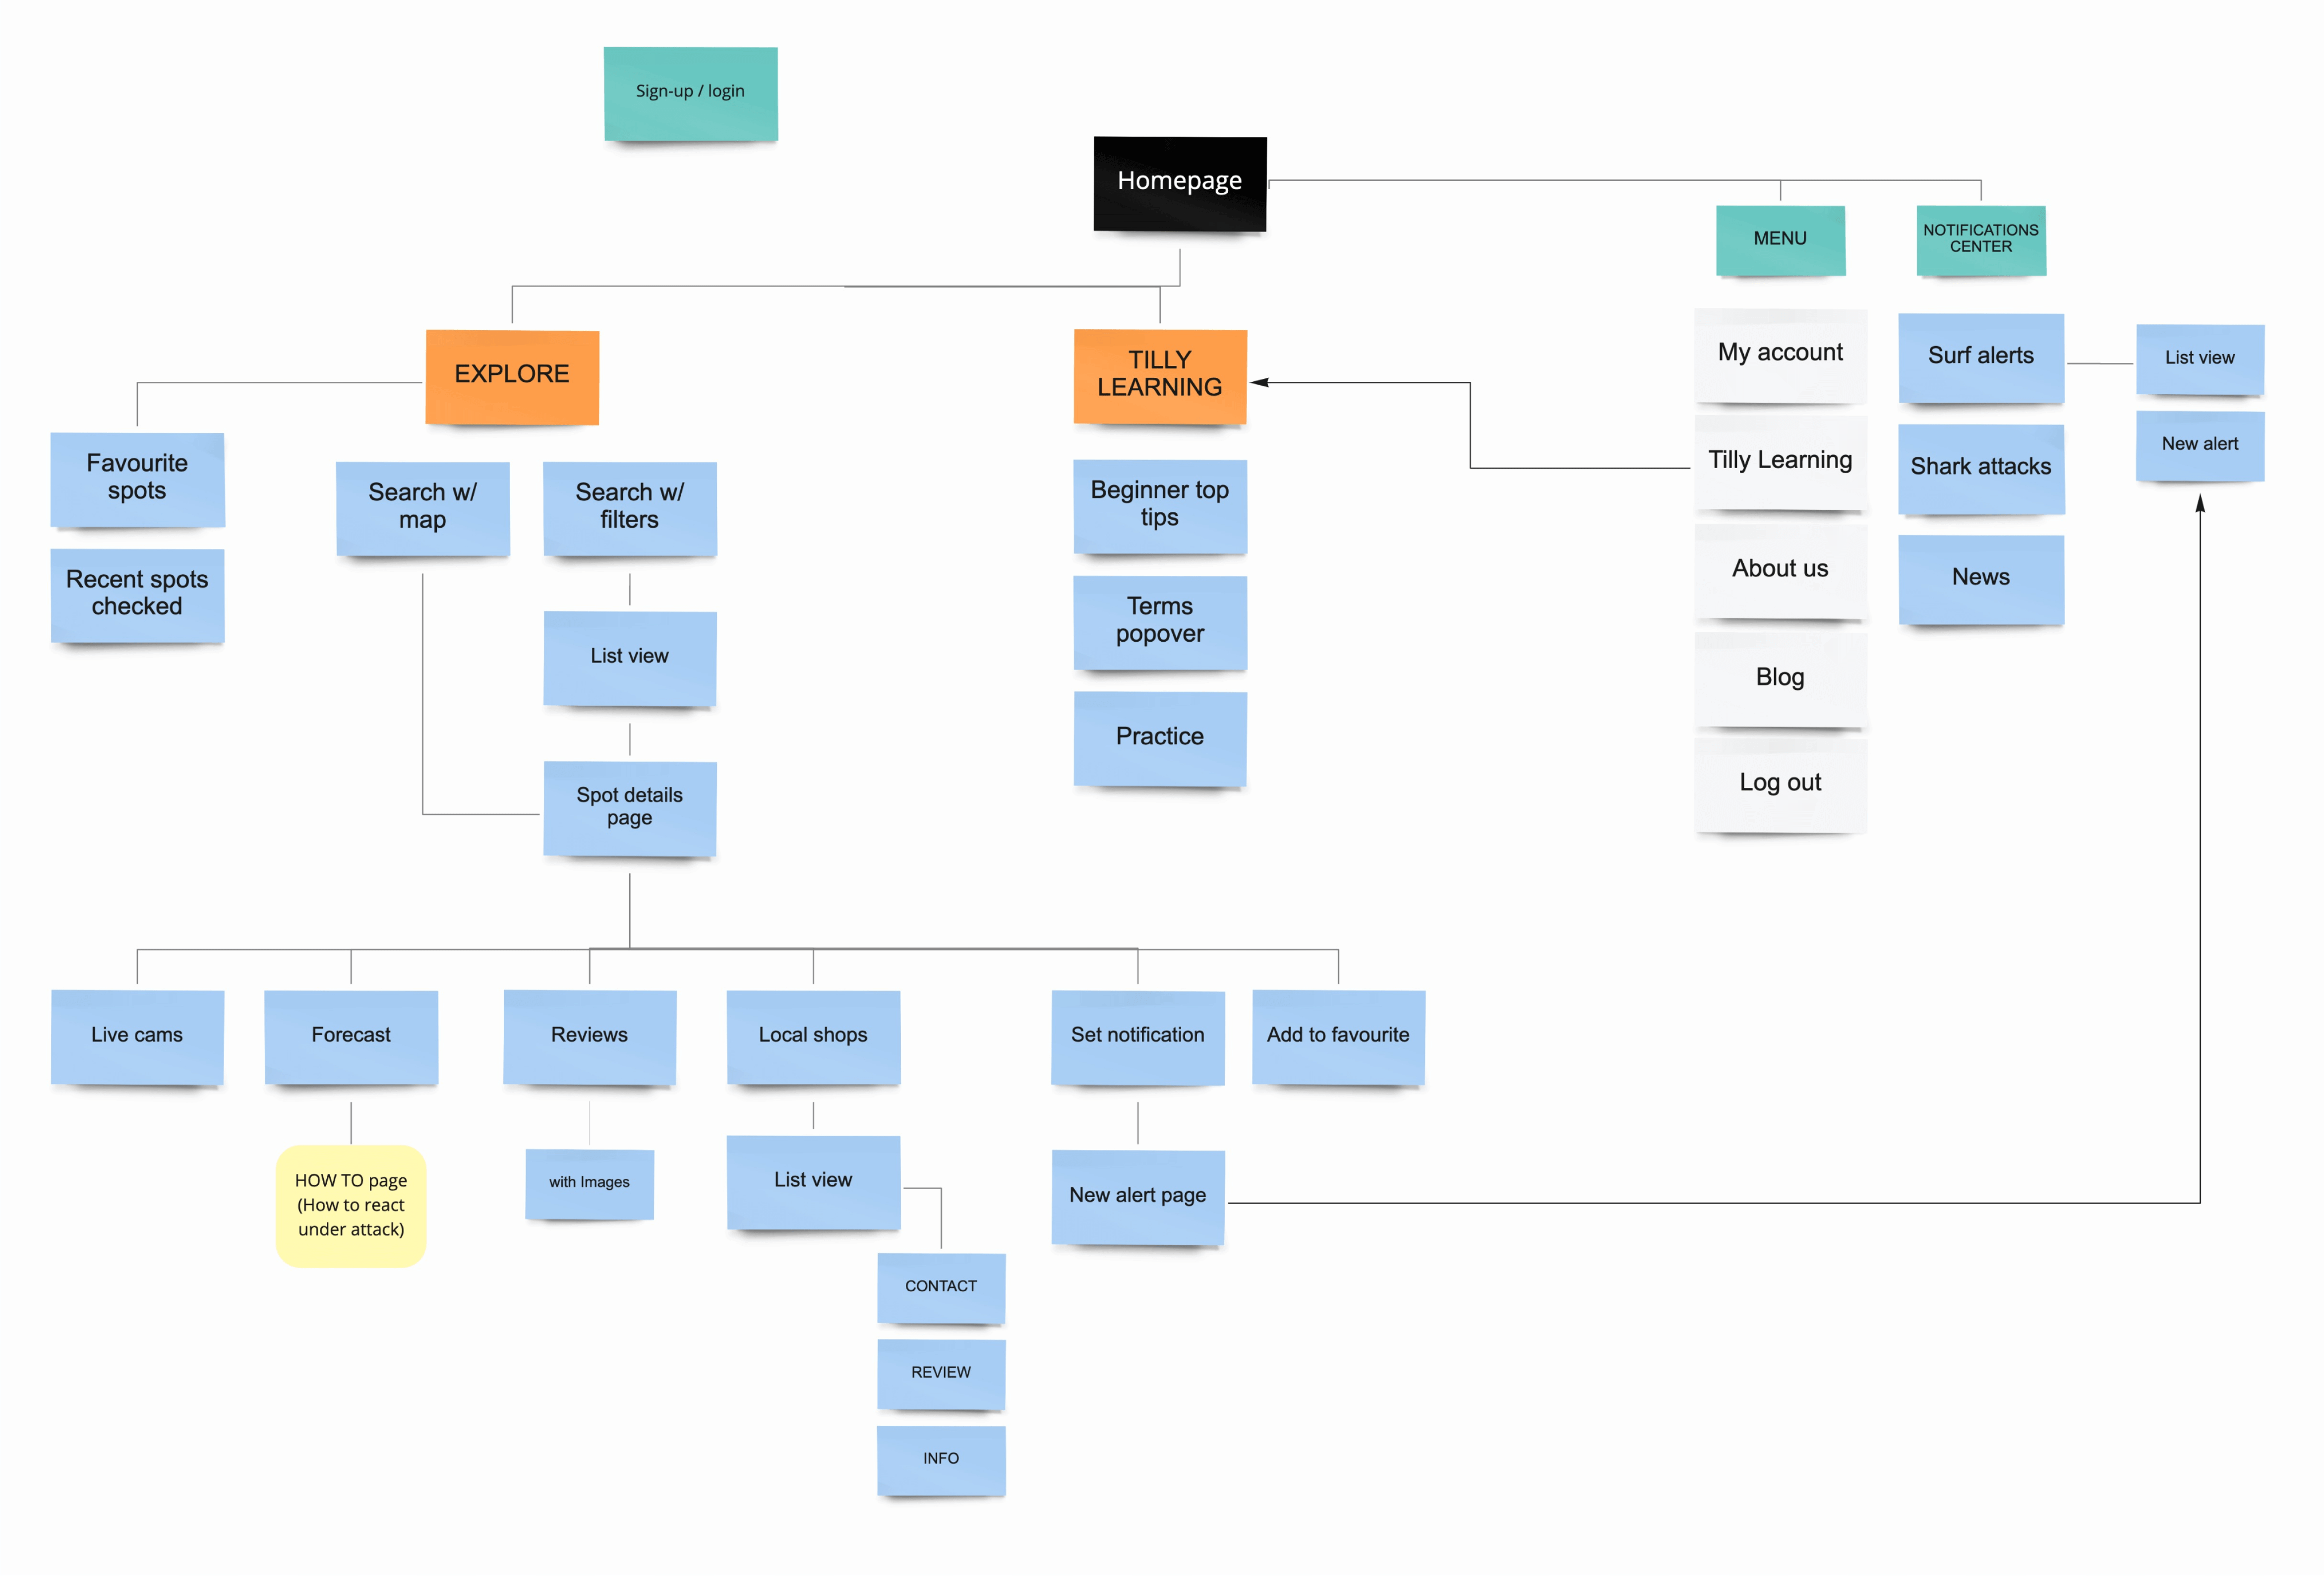 Sign-up / login
Homepage
MENU
NOTIFICATIONS
CENTER
EXPLORE
TILLY
LEARNING
My account
Tilly Learning
About us
Blog
Log out
Surf alerts
Shark attacks
News
List view
New alert
Favourite
spots
Recent spots
checked
Search w/
map
Search w/
filters
List view
Spot details
page
Beginner top
tips
Terms
popover
Practice
Live cams
Forecast
Reviews
Local shops
Set notification
Add to favourite
HOW TO page
(How to react
under attack)
with Images
List view
New alert page
CONTACT
REVIEW
INFO